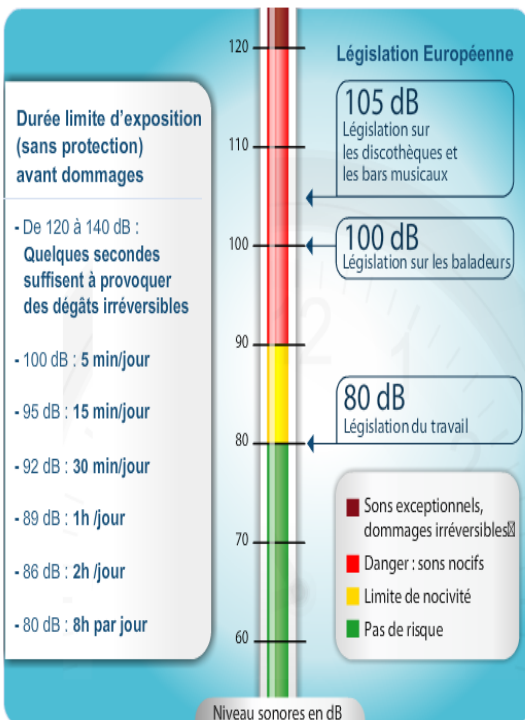 Durée limite d'exposition
(sans protection)
avant dommages
- De 120 à 140 dB :
Quelques secondes
suffisent à provoquer
des dégâts irréversibles
- 100 dB : 5 min/jour
- 95 dB : 15 min/jour
- 92 dB : 30 min/jour
- 89 dB : 1h /jour
- 86 dB : 2h /jour
- 80 dB : 8h par jour
120
110
100
90
80
70
60
Niveau sonores en dB
Législation Européenne
105 dB
Législation sur
les discothèques et
les bars musicaux
100 dB
Législation sur les baladeurs
80 dB
Législation du travail
Sons exceptionnels,
dommages irréversibles
Danger : sons nocifs
Limite de nocivité
Pas de risque